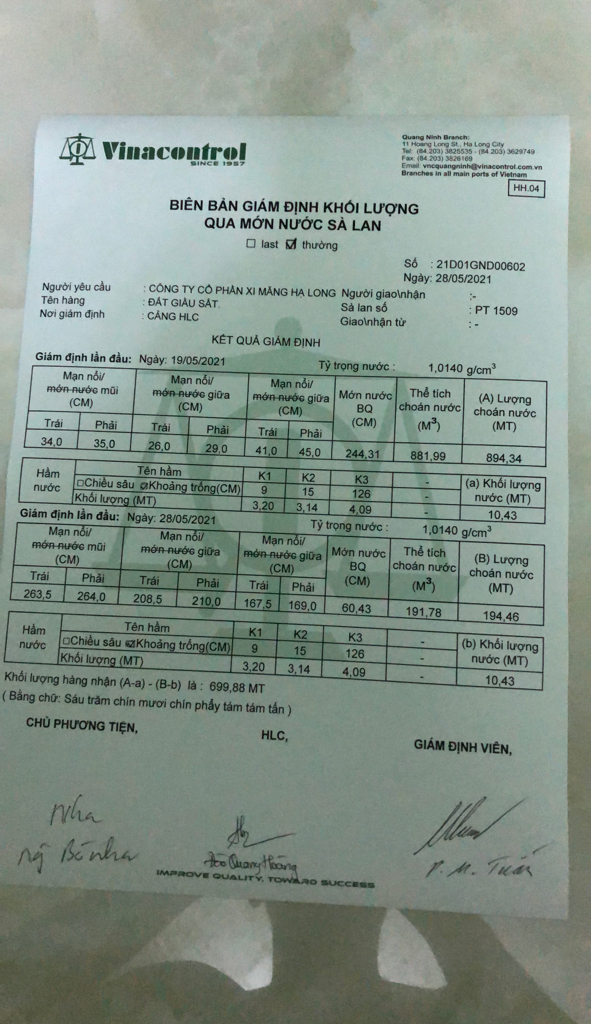 Vinacontrol
SINCE 1957
Quang Ninh Branch:
11 Hoang Long St., Ha Long City
Tel: (84.203) 3825535 - (84.203) 3629749
Fax: (84.203) 3826169
Email: vncquangninh@vinacontrol.com.vn
Branches in all main ports of Vietnam
HH.04
BIÊN BẢN GIÁM ĐỊNH KHỐI LƯỢNG
QUA MỚN NƯỚC SÀ LAN
☐ last ☑ thường
Số : 21D01GND00602
Ngày: 28/05/2021
Người yêu cầu : CÔNG TY CỔ PHẦN XI MĂNG HẠ LONG Người giao\nhận :-
Tên hàng : ĐẤT GIÀU SẮT. Sà lan số : PT 1509
Nơi giám định : CẢNG HLC Giao\nhận từ : -
KẾT QUẢ GIÁM ĐỊNH
Giám định lần đầu: Ngày: 19/05/2021 Tỷ trọng nước : 1,0140 g/cm³
Mạn nổi/ Mạn nổi/ Mạn nổi/ Mớn nước Thể tích (A) Lượng
mớn nước mũi mớn nước giữa mớn nước giữa BQ choán nước choán nước
(CM) (CM) (CM) (CM) (M³) (MT)
Trái Phải Trái Phải Trái Phải
34,0 35,0 26,0 29,0 41,0 45,0 244,31 881,99 894,34
Hầm nước Tên hầm K1 K2 K3 - (a) Khối lượng
☐Chiều sâu ☑Khoảng trống(CM) 9 15 126 - nước (MT)
Khối lượng (MT) 3,20 3,14 4,09 - 10,43
Giám định lần đầu: Ngày: 28/05/2021 Tỷ trọng nước : 1,0140 g/cm³
Mạn nổi/ Mạn nổi/ Mạn nổi/ Mớn nước Thể tích (B) Lượng
mớn nước mũi mớn nước giữa mớn nước giữa BQ choán nước choán nước
(CM) (CM) (CM) (CM) (M³) (MT)
Trái Phải Trái Phải Trái Phải
263,5 264,0 208,5 210,0 167,5 169,0 60,43 191,78 194,46
Hầm nước Tên hầm K1 K2 K3 - (b) Khối lượng
☐Chiều sâu ☑Khoảng trống(CM) 9 15 126 - nước (MT)
Khối lượng (MT) 3,20 3,14 4,09 - 10,43
Khối lượng hàng nhận (A-a) - (B-b) là : 699,88 MT
( Bằng chữ: Sáu trăm chín mươi chín phẩy tám tám tấn )
CHỦ PHƯƠNG TIỆN, HLC, GIÁM ĐỊNH VIÊN,
Nha
Bá nha
Đào Quang Hoàng
P. M. Tuấn
IMPROVE QUALITY, TOWARD SUCCESS